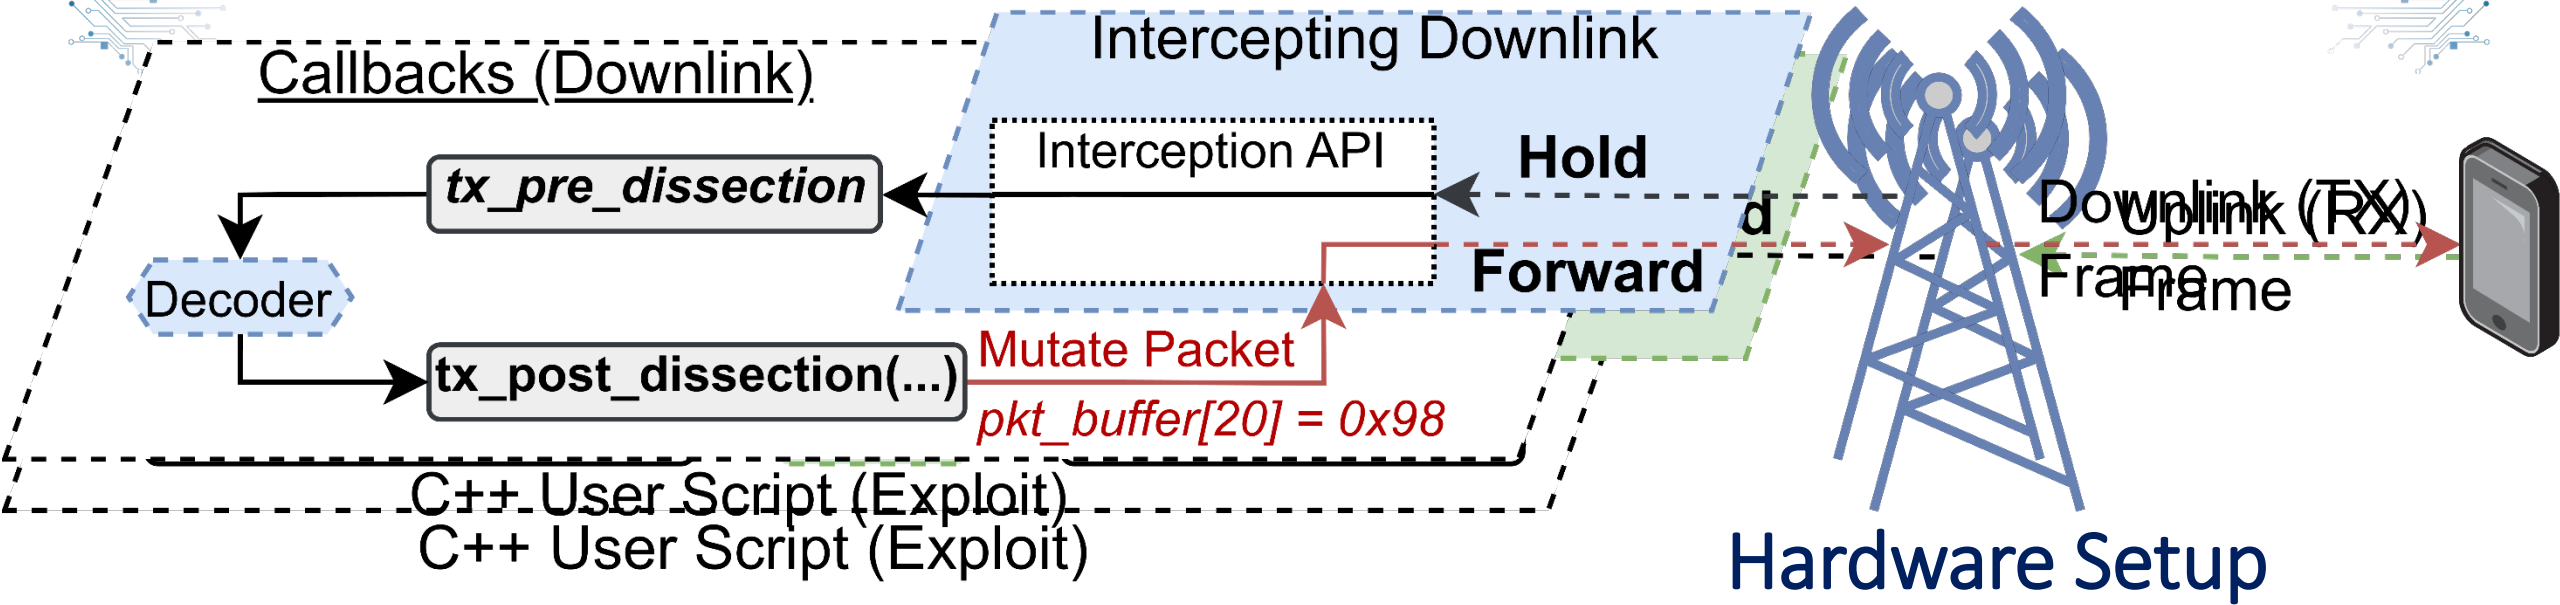 Callbacks (Downlink)
Intercepting Downlink
Interception API
Hold
tx_pre_dissection
d
Downlink (TX)
Uplink (RX)
Forward
Frame
Frame
Decoder
Mutate Packet
tx_post_dissection(...)
pkt_buffer[20] = 0x98
C++ User Script (Exploit)
C++ User Script (Exploit)
Hardware Setup